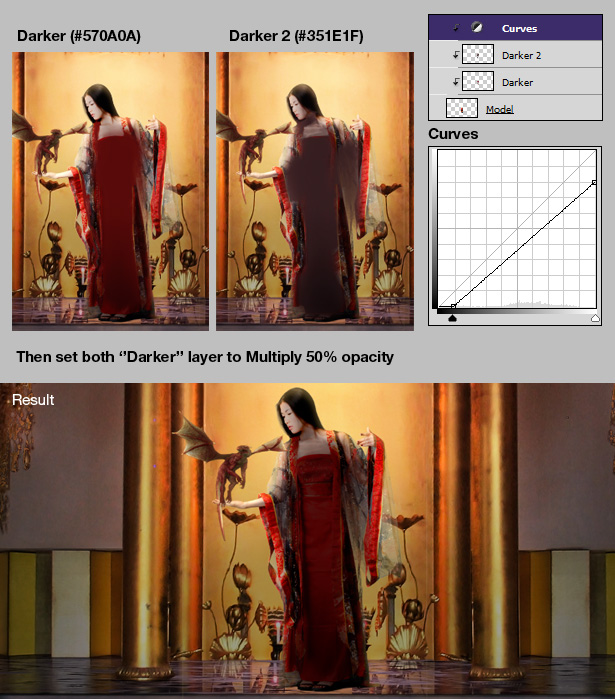 Darker (#570A0A)
Darker 2 (#351E1F)
Curves
Darker 2
Darker
Model
Curves
Then set both ‘’Darker’’ layer to Multiply 50% opacity
Result